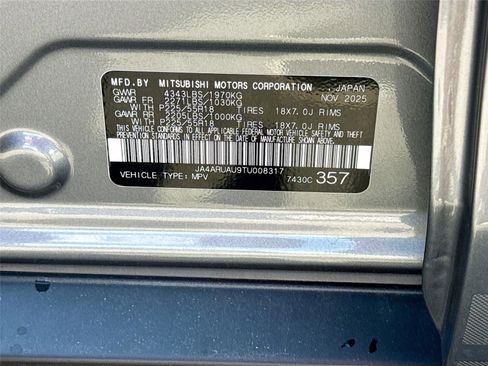 MFD.BY MITSUBISHI MOTORS CORPORATION JAPAN
GVWR 4343LBS/1970KG NOV 2025
GAWR FR 2271LBS/1030KG
WITH P225/55R18 TIRES 18X7.0J RIMS
GAWR RR 2205LBS/1000KG
WITH P225/55R18 TIRES 18X7.0J RIMS
THIS VEHICLE CONFORMS TO ALL APPLICABLE FEDERAL MOTOR VEHICLE SAFETY, BUMPER AND THEFT PREVENTION STANDARDS IN
EFFECT ON THE DATE OF MANUFACTURE SHOWN ABOVE.
JA4ARUAU9TU008317
VEHICLE TYPE: MPV 7430C 357